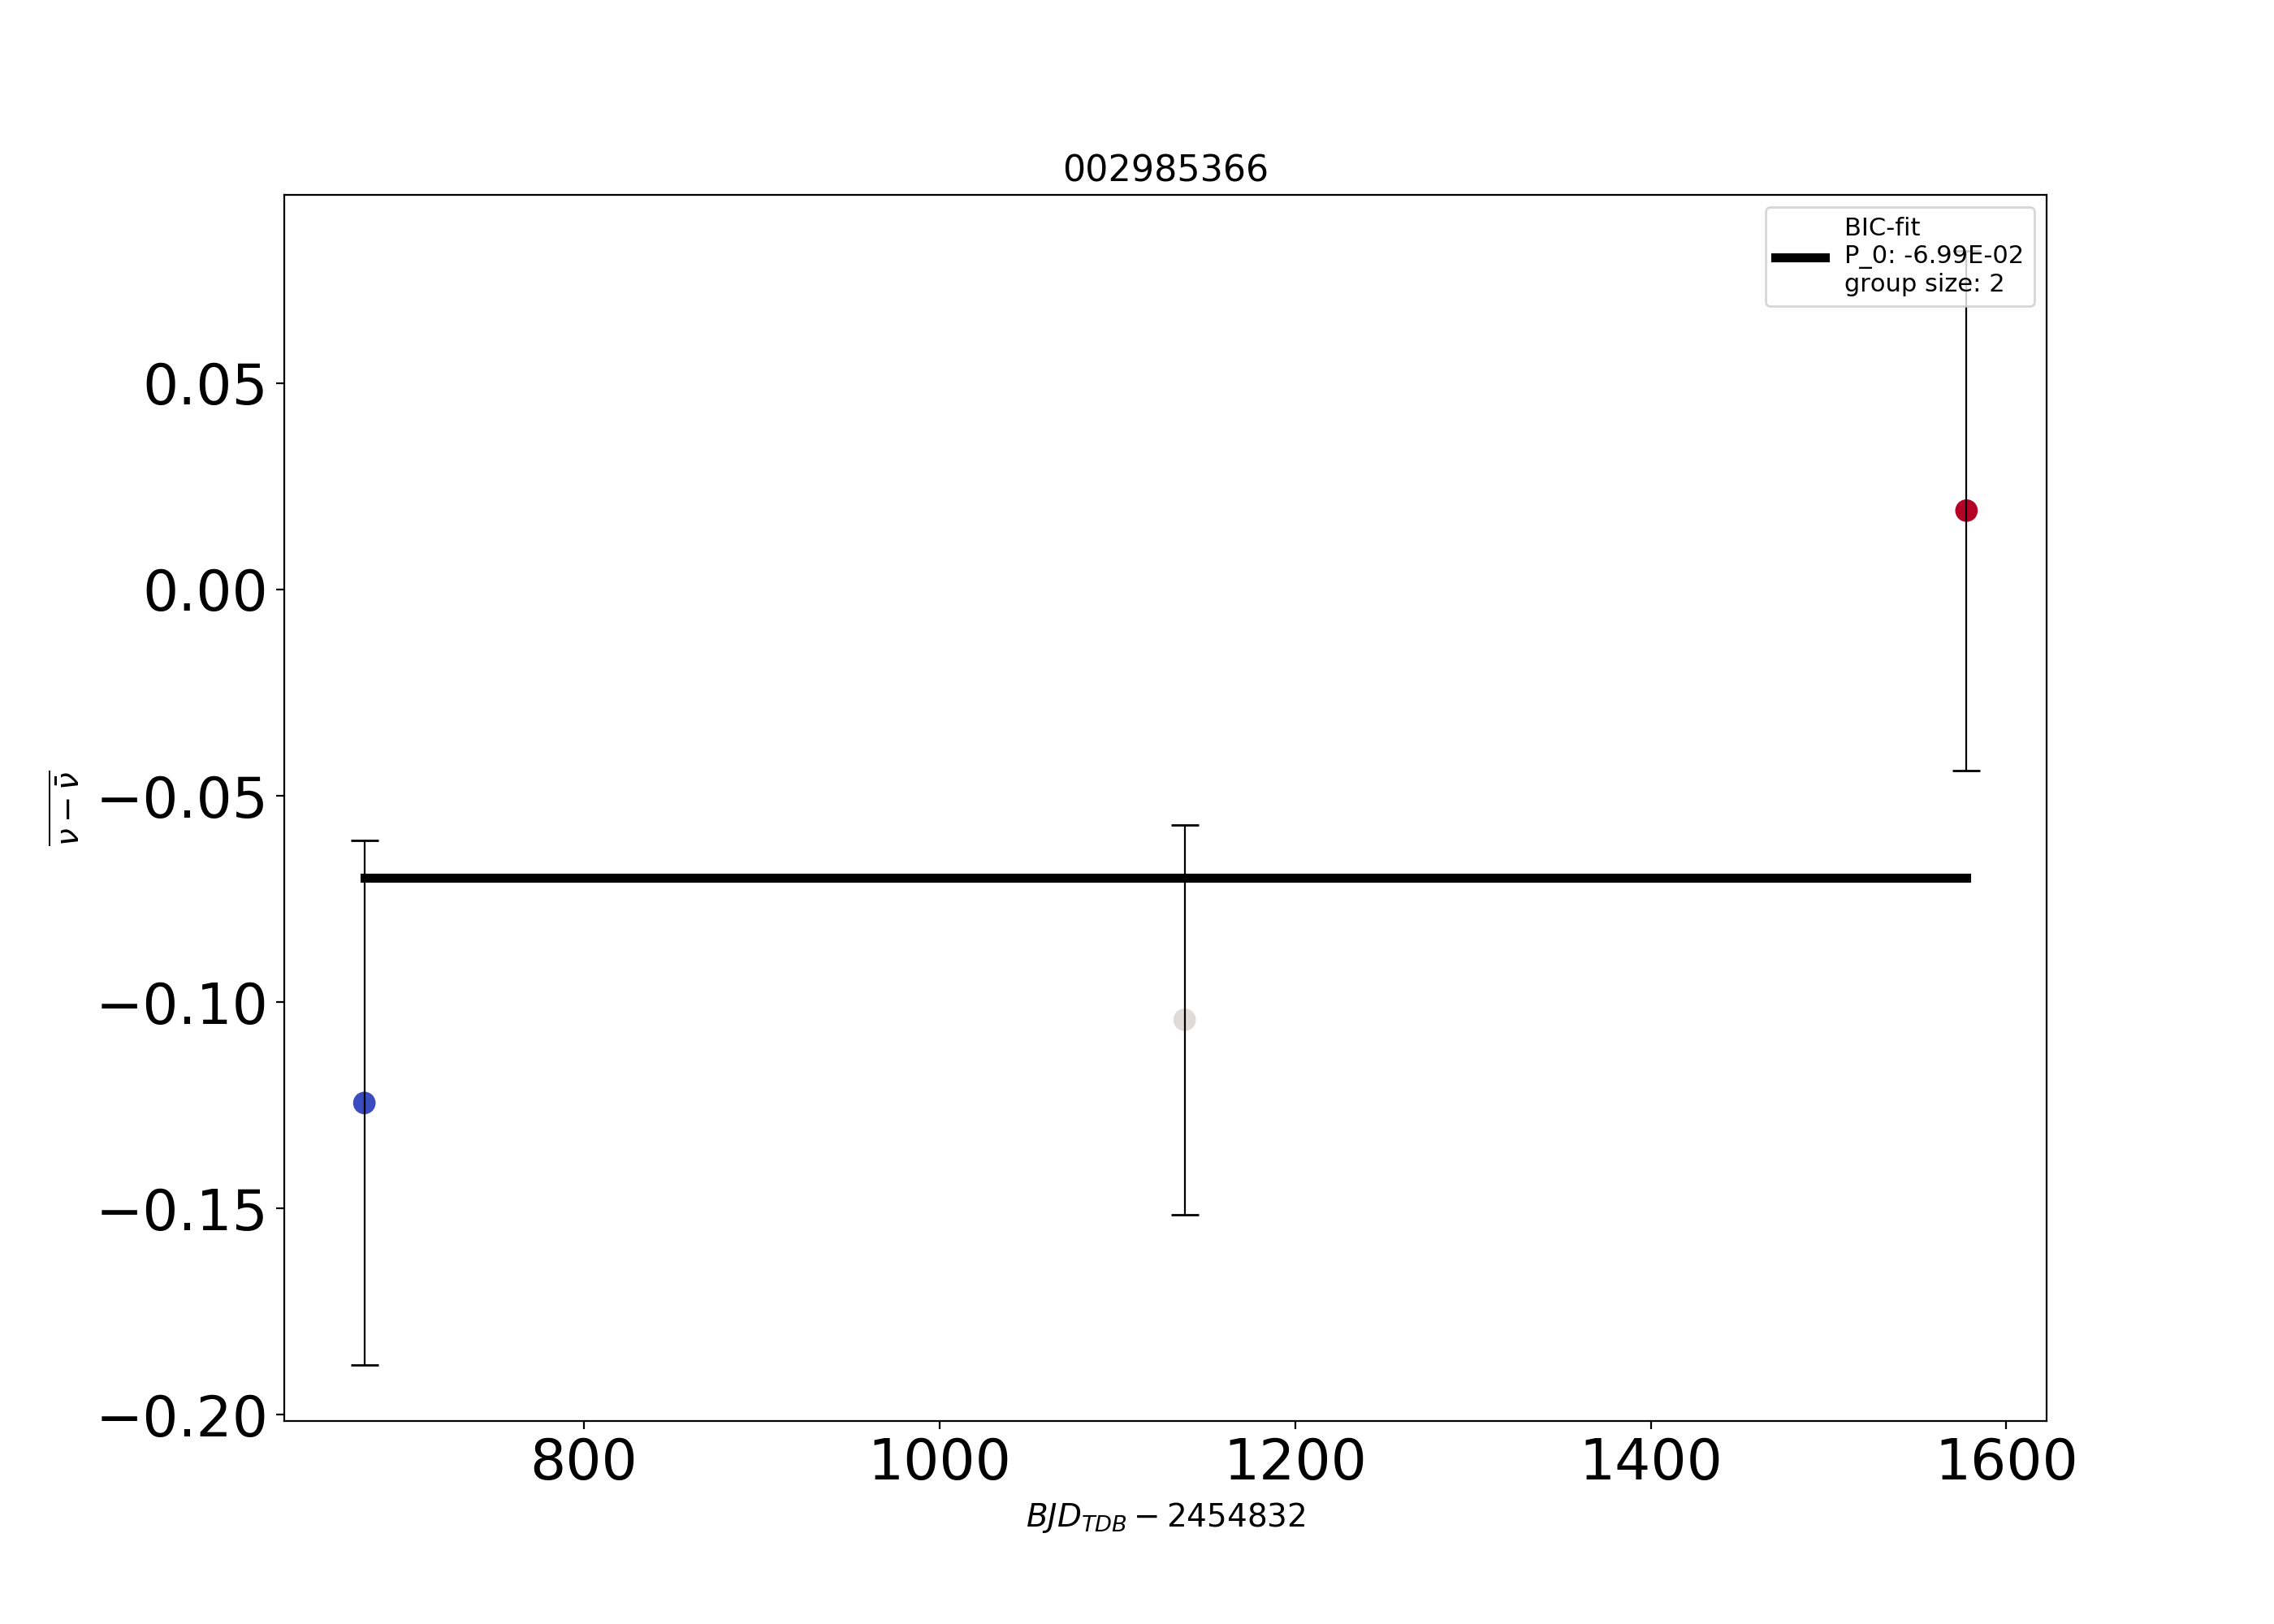 002985366
BIC-fit
P_0: -6.99E-02
group size: 2
0.05
0.00
−0.05
−0.10
−0.15
−0.20
ν − ν̄
800 1000 1200 1400 1600
BJD_TDB − 2454832